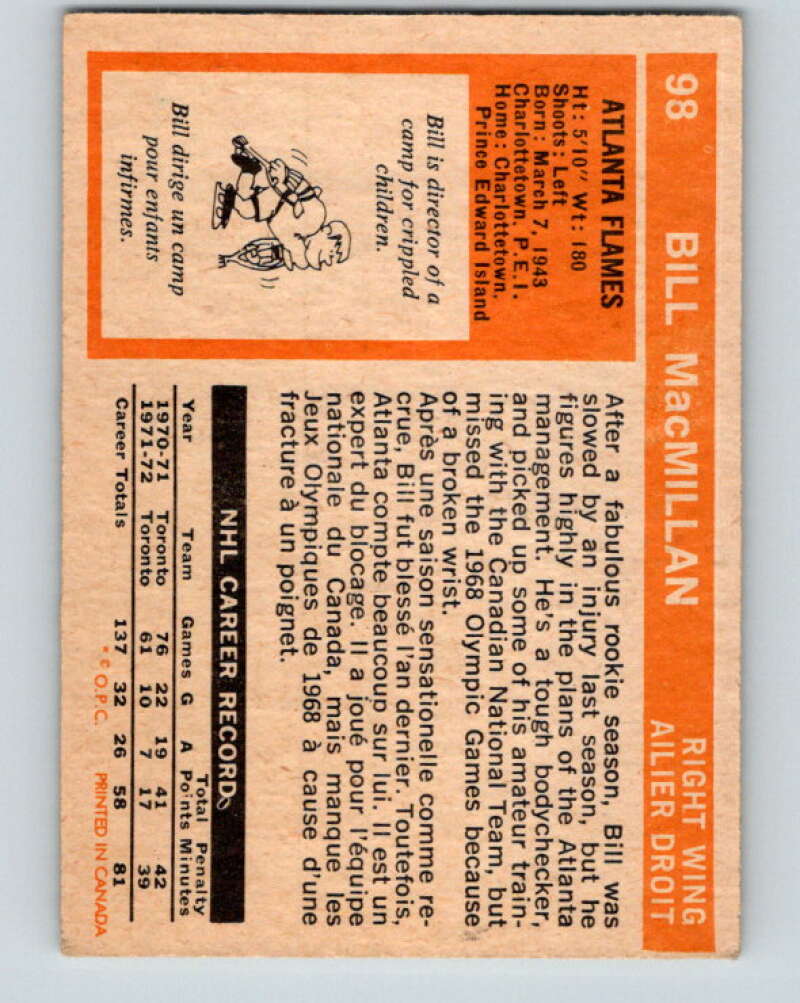 98 BILL MacMILLAN
RIGHT WING
AILIER DROIT
ATLANTA FLAMES
Ht: 5'10" Wt: 180
Shoots: Left
Born: March 7, 1943
Charlottetown, P.E.I.
Home: Charlottetown,
Prince Edward Island
Bill is director of a
camp for crippled
children.
Bill dirige un camp
pour enfants
infirmes.
After a fabulous rookie season, Bill was
slowed by an injury last season, but he
figures highly in the plans of the Atlanta
management. He's a tough bodychecker,
and picked up some of his amateur train-
ing with the Canadian National Team, but
missed the 1968 Olympic Games because
of a broken wrist.
Après une saison sensationelle comme re-
crue, Bill fut blessé l'an dernier. Toutefois,
Atlanta compte beaucoup sur lui. Il est un
expert du blocage. Il a joué pour l'équipe
nationale du Canada, mais manque les
Jeux Olympiques de 1968 à cause d'une
fracture à un poignet.
NHL CAREER RECORD
Total Penalty
Year Team Games G A Points Minutes
1970-71 Toronto 76 22 19 41 42
1971-72 Toronto 61 10 7 17 39
Career Totals 137 32 26 58 81
* © O.P.C. PRINTED IN CANADA